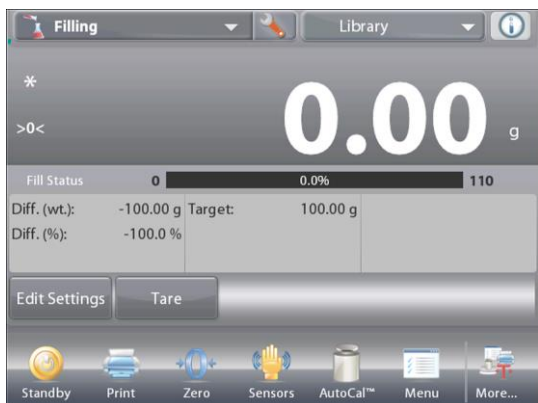 Filling Library
*
>0< 0.00 g
Fill Status 0 0.0% 110
Diff. (wt.): -100.00 g Target: 100.00 g
Diff. (%): -100.0 %
Edit Settings Tare
Standby Print Zero Sensors AutoCal™ Menu More...